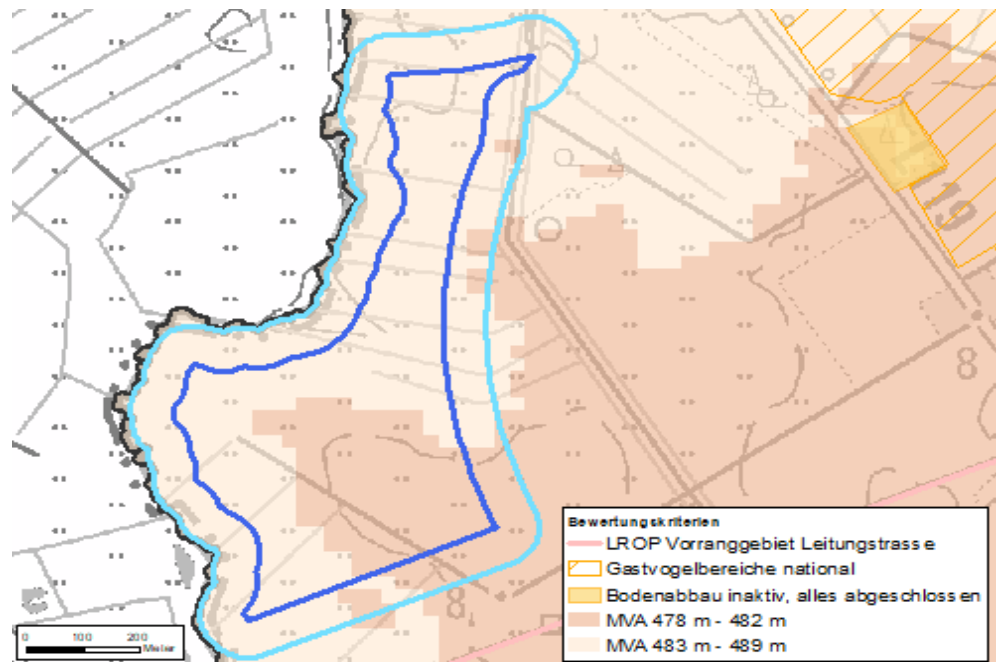 L 19
8
8
Bewertungskriterien
LROP Vorranggebiet Leitungstrasse
Gastvogelbereiche national
Bodenabbau inaktiv, alles abgeschlossen
MVA 478 m - 482 m
MVA 483 m - 489 m
0 100 200
Meter